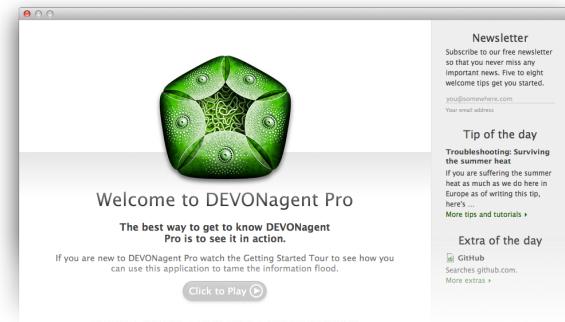 Welcome to DEVONagent Pro
The best way to get to know DEVONagent
Pro is to see it in action.
If you are new to DEVONagent Pro watch the Getting Started Tour to see how you
can use this application to tame the information flood.
Click to Play
Newsletter
Subscribe to our free newsletter
so that you never miss any
important news. Five to eight
welcome tips get you started.
you@somewhere.com
Your email address
Tip of the day
Troubleshooting: Surviving
the summer heat
If you are suffering the summer
heat as much as we do here in
Europe as of writing this tip,
here's ...
More tips and tutorials ▸
Extra of the day
GitHub
Searches github.com.
More extras ▸